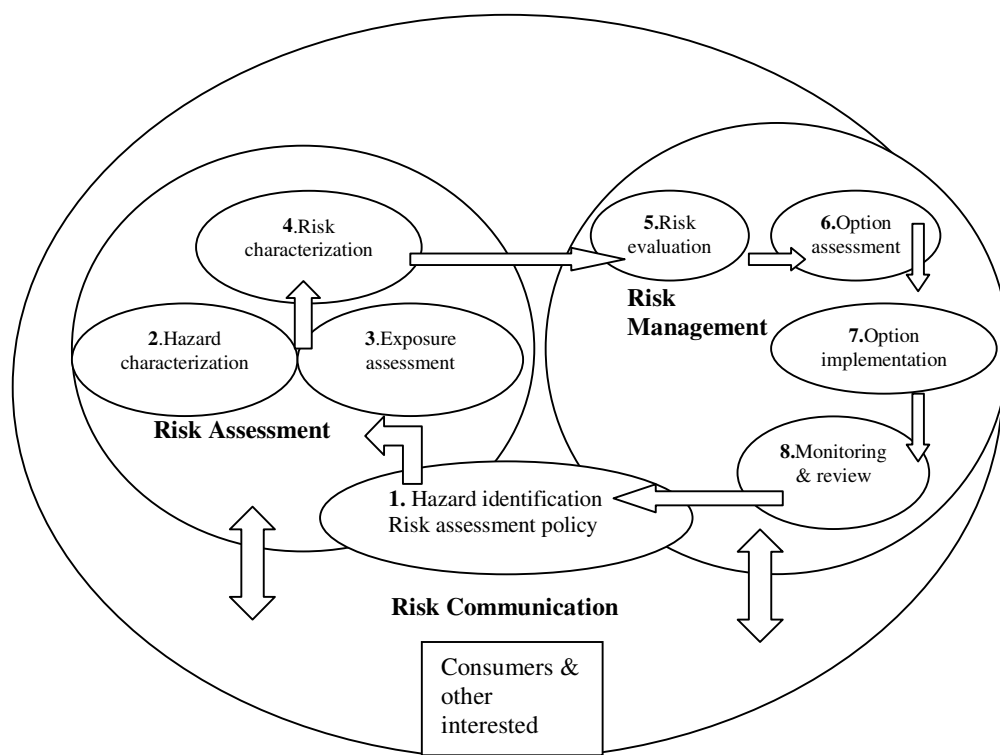 4.Risk
characterization
5.Risk
evaluation
6.Option
assessment
Risk
Management
2.Hazard
characterization
3.Exposure
assessment
7.Option
implementation
Risk Assessment
8.Monitoring
& review
1. Hazard identification
Risk assessment policy
Risk Communication
Consumers &
other
interested